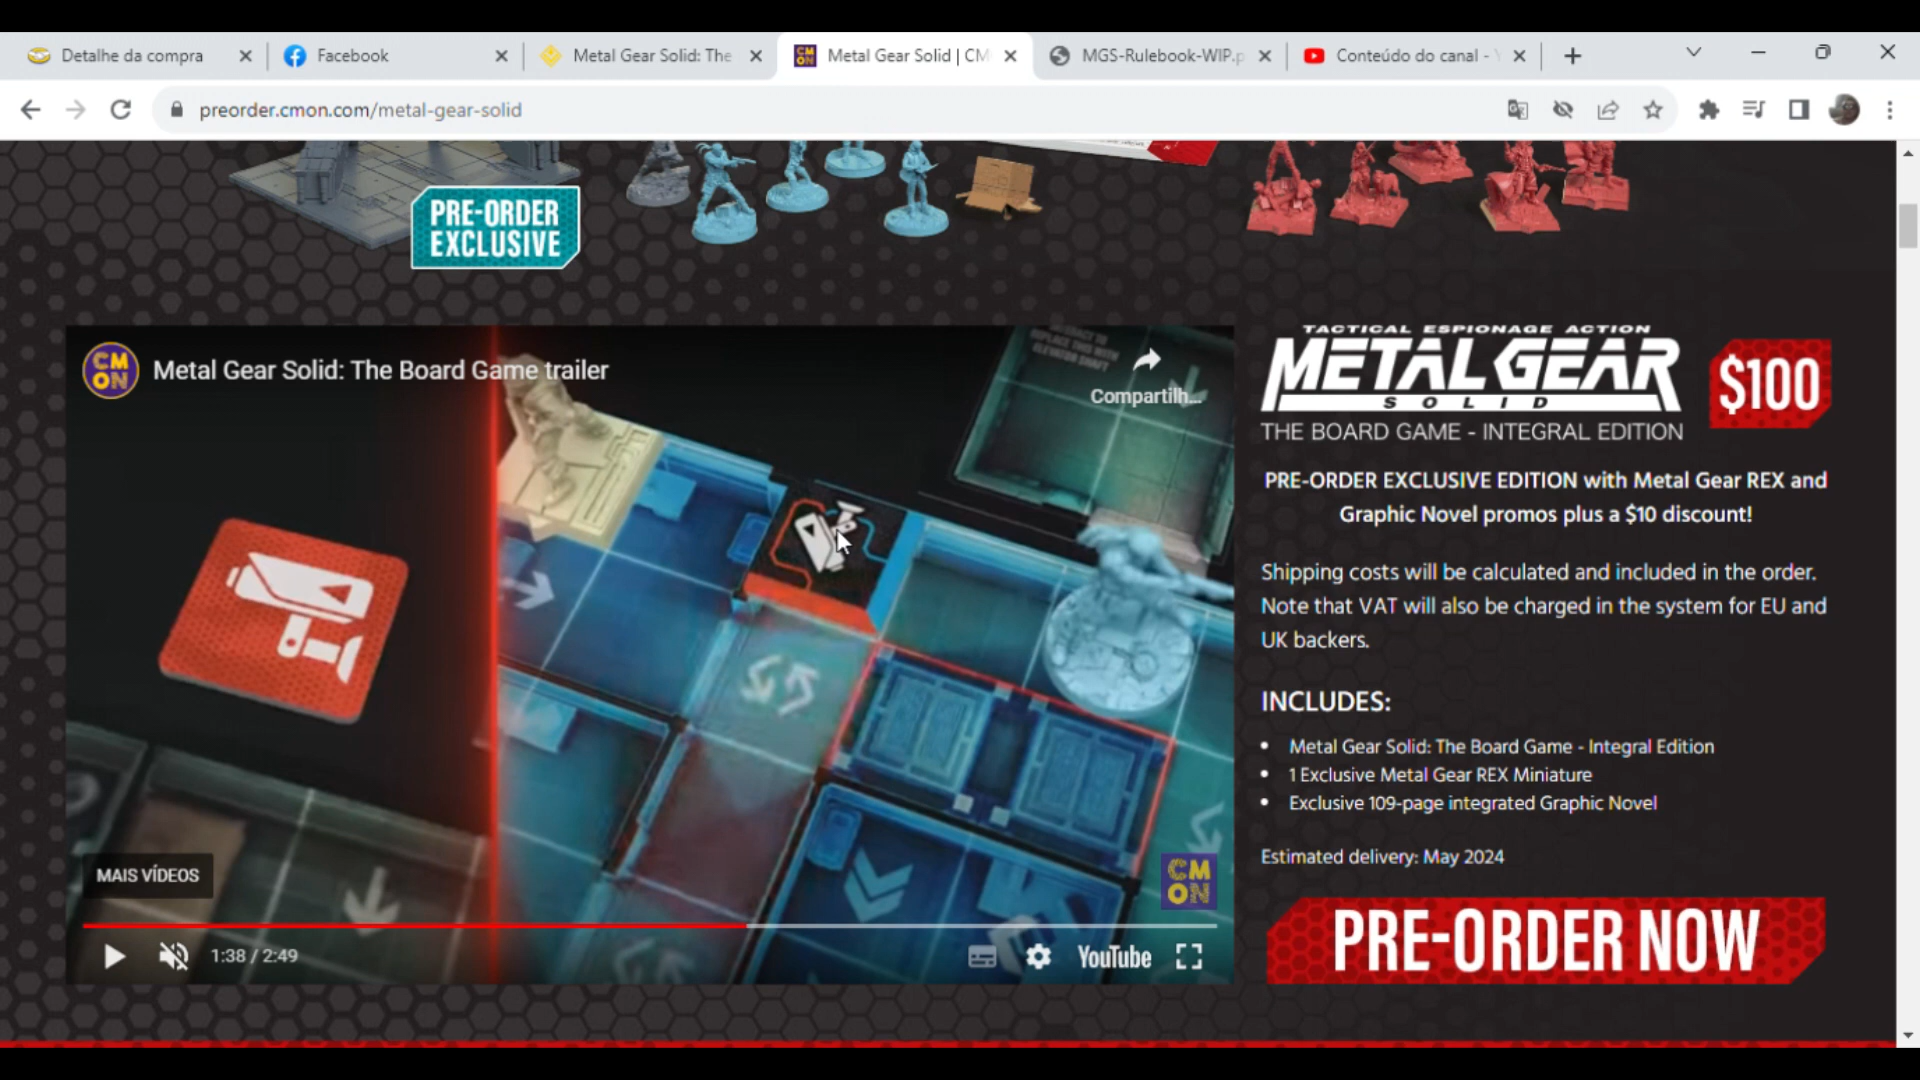 Detalhe da compra
Facebook
Metal Gear Solid: The
Metal Gear Solid | CM
MGS-Rulebook-WIP.p
Conteúdo do canal -
preorder.cmon.com/metal-gear-solid
PRE-ORDER
EXCLUSIVE
CM
ON
Metal Gear Solid: The Board Game trailer
Compartilh...
TACTICAL ESPIONAGE ACTION
METAL GEAR
SOLID
$100
THE BOARD GAME - INTEGRAL EDITION
PRE-ORDER EXCLUSIVE EDITION with Metal Gear REX and
Graphic Novel promos plus a $10 discount!
Shipping costs will be calculated and included in the order.
Note that VAT will also be charged in the system for EU and
UK backers.
INCLUDES:
• Metal Gear Solid: The Board Game - Integral Edition
• 1 Exclusive Metal Gear REX Miniature
• Exclusive 109-page integrated Graphic Novel
Estimated delivery: May 2024
PRE-ORDER NOW
MAIS VÍDEOS
CM
ON
1:38 / 2:49
YouTube